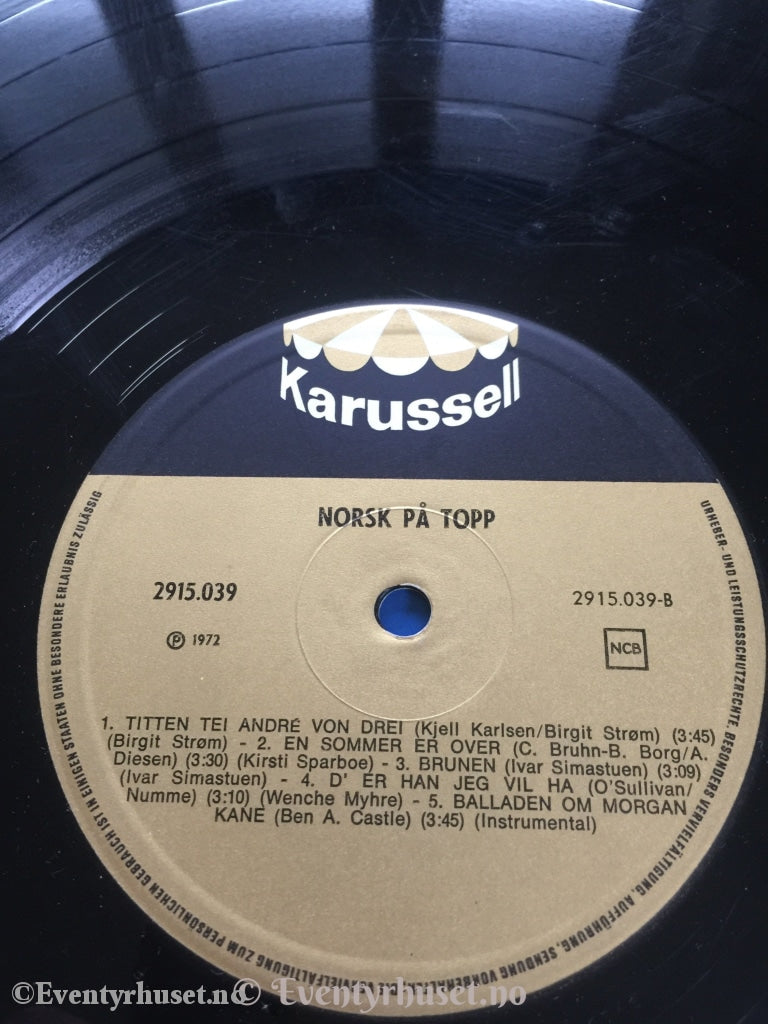 Karussell
NORSK PÅ TOPP
2915.039
2915.039-B
℗ 1972
NCB
1. TITTEN TEI ANDRÉ VON DREI (Kjell Karlsen/Birgit Strøm) (3:45)
(Birgit Strøm) - 2. EN SOMMER ER OVER (C. Bruhn-B. Borg/A.
Diesen) (3:30) (Kirsti Sparboe) - 3. BRUNEN (Ivar Simastuen) (3:09)
(Ivar Simastuen) - 4. D' ER HAN JEG VIL HA (O'Sullivan/
Numme) (3:10) (Wenche Myhre) - 5. BALLADEN OM MORGAN
KANE (Ben A. Castle) (3:45) (Instrumental)
URHEBER- UND LEISTUNGSSCHUTZRECHTE, BESONDERS VERVIELFÄLTIGUNG, AUFFÜHRUNG, SENDUNG VORBEHALTEN. VERVIELFÄLTIGUNG ZUM PERSÖNLICHEN GEBRAUCH IST IN EINIGEN STAATEN OHNE BESONDERE ERLAUBNIS ZULÄSSIG
©Eventyrhuset.no
© Eventyrhuset.no